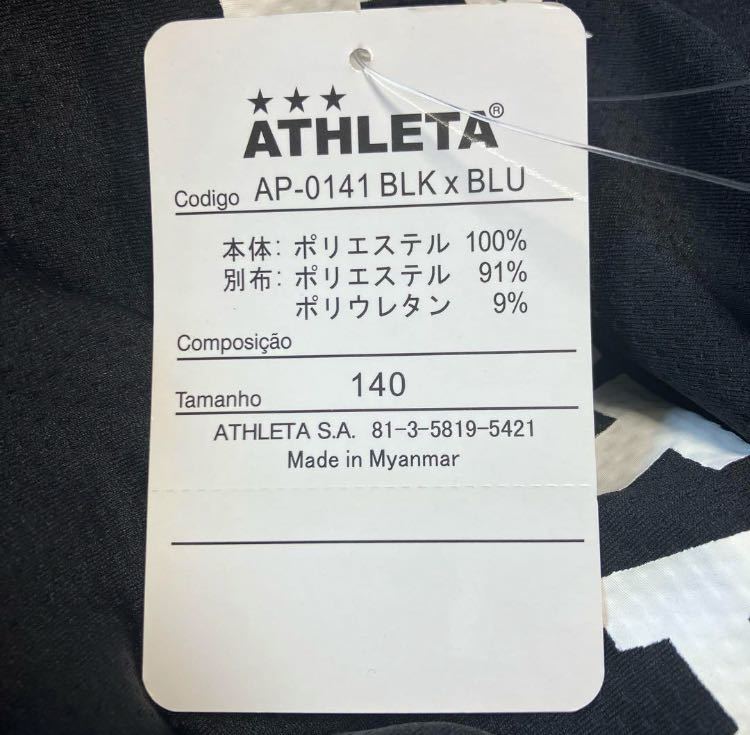 ★★★
ATHLETA®
Codigo AP-0141 BLK x BLU
本体: ポリエステル 100%
別布: ポリエステル 91%
ポリウレタン 9%
Composição
Tamanho 140
ATHLETA S.A. 81-3-5819-5421
Made in Myanmar